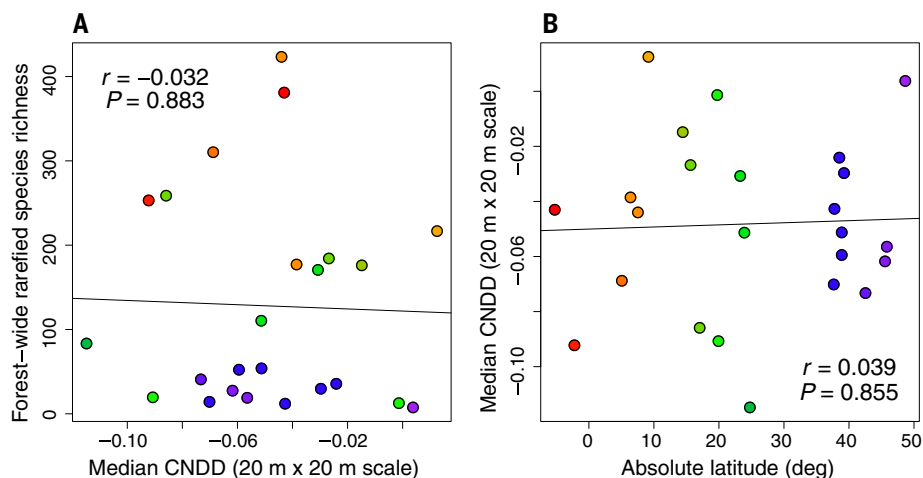 A
r = −0.032
P = 0.883
Forest−wide rarefied species richness
400
300
200
100
0
−0.10
−0.06
−0.02
Median CNDD (20 m x 20 m scale)
B
Median CNDD (20 m x 20 m scale)
−0.02
−0.06
−0.10
r = 0.039
P = 0.855
0
10
20
30
40
50
Absolute latitude (deg)